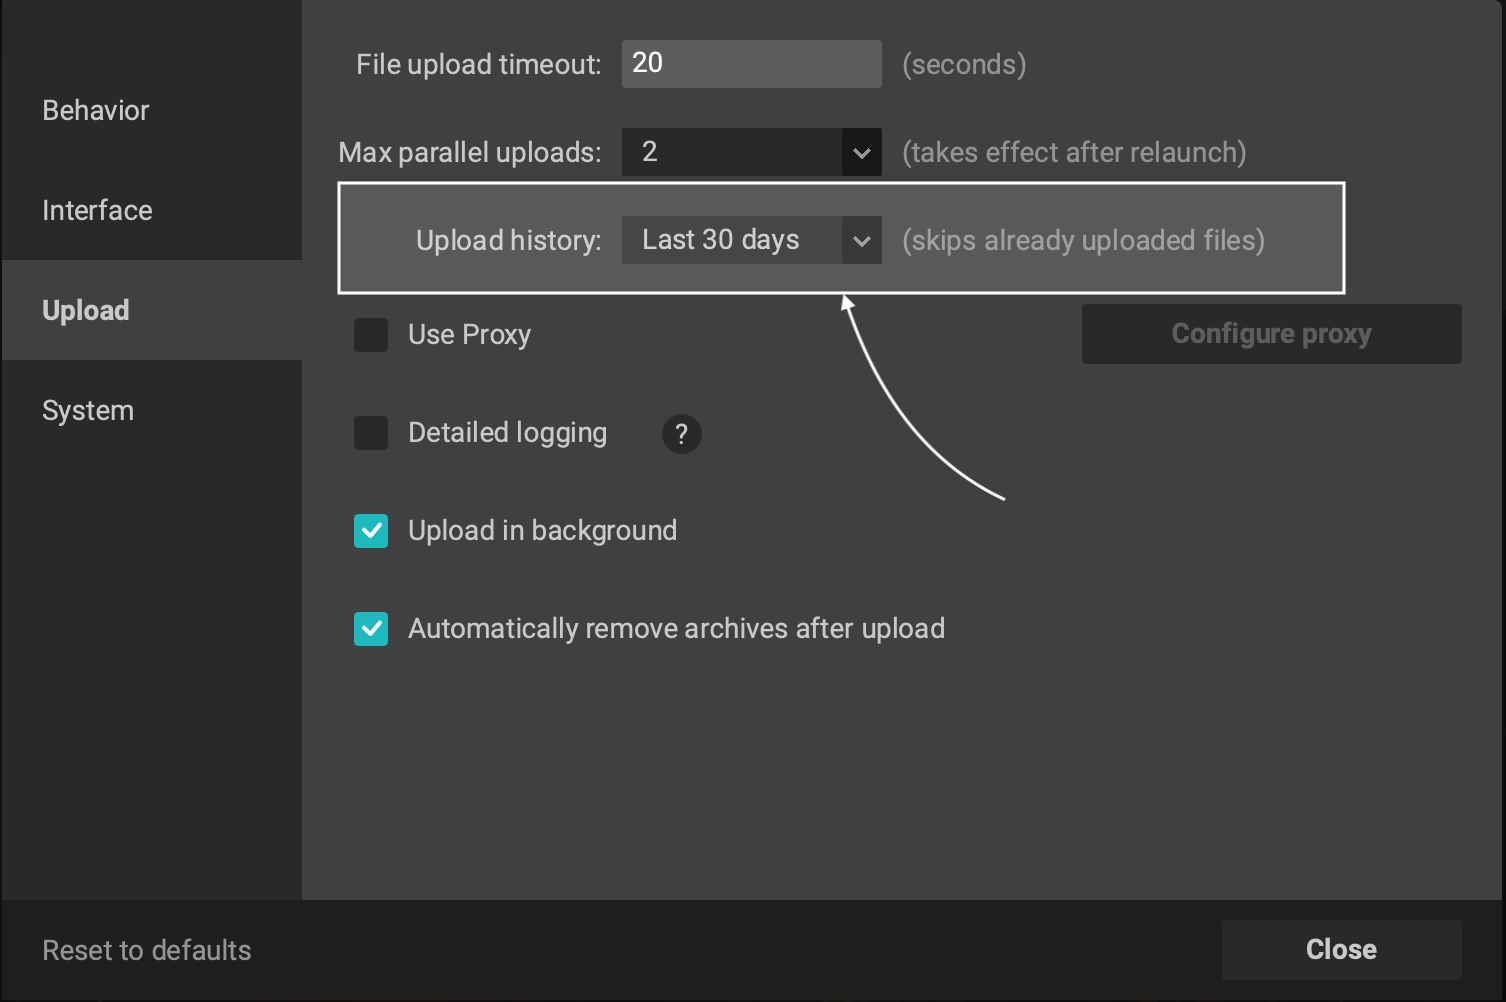 Behavior
Interface
Upload
System
File upload timeout: 20 (seconds)
Max parallel uploads: 2 (takes effect after relaunch)
Upload history: Last 30 days (skips already uploaded files)
Use Proxy Configure proxy
Detailed logging ?
Upload in background
Automatically remove archives after upload
Reset to defaults Close